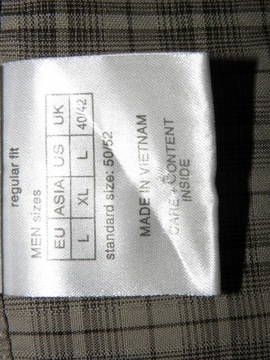 regular fit
MEN sizes
EU ASIA US UK
L XL L 40/42
standard size: 50/52
MADE IN VIETNAM
CARE + CONTENT
INSIDE